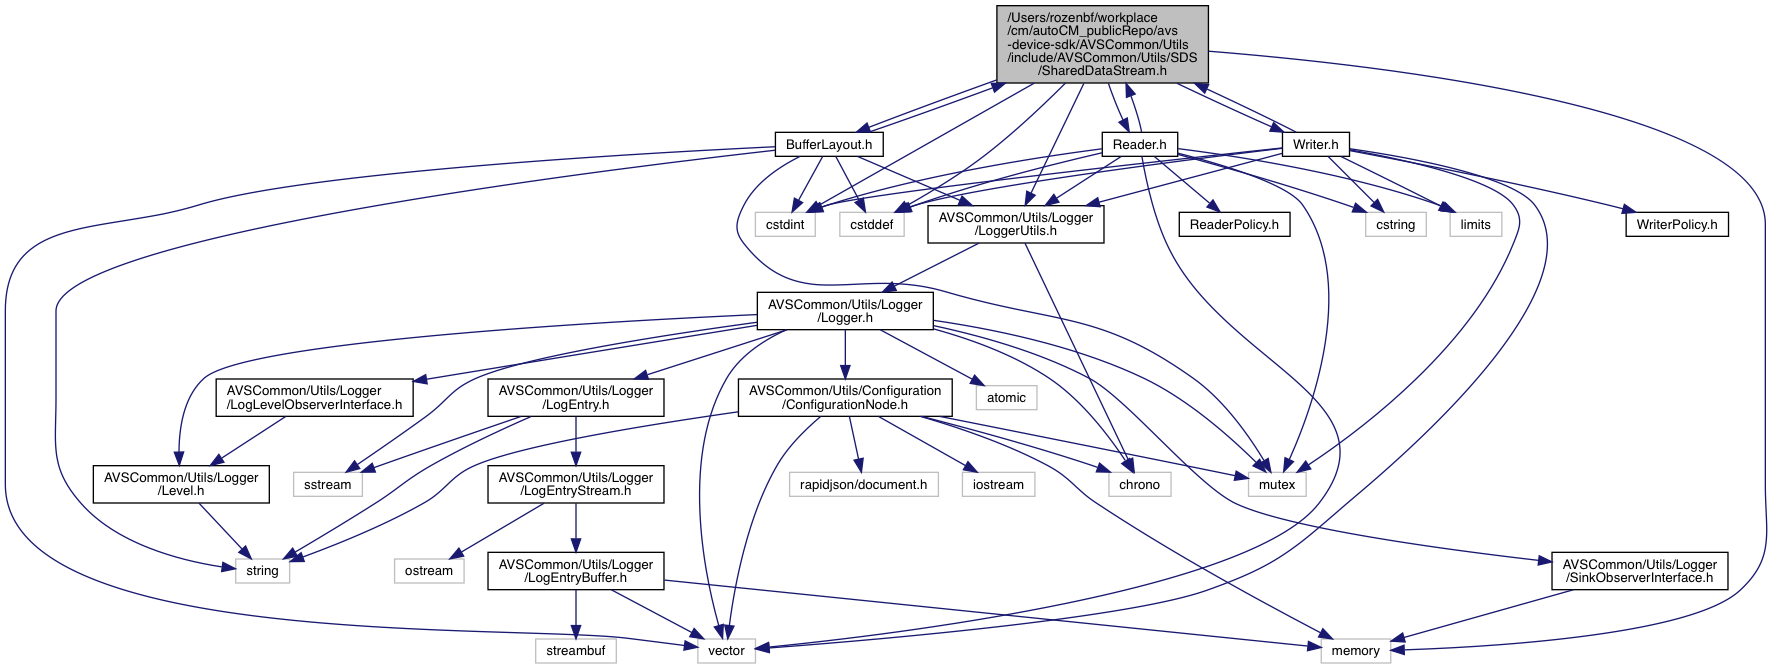 /Users/rozenbf/workplace
/cm/autoCM_publicRepo/avs
-device-sdk/AVSCommon/Utils
/include/AVSCommon/Utils/SDS
/SharedDataStream.h
BufferLayout.h
Reader.h
Writer.h
cstdint
cstddef
AVSCommon/Utils/Logger
/LoggerUtils.h
ReaderPolicy.h
cstring
limits
WriterPolicy.h
AVSCommon/Utils/Logger
/Logger.h
AVSCommon/Utils/Logger
/LogLevelObserverInterface.h
AVSCommon/Utils/Logger
/LogEntry.h
AVSCommon/Utils/Configuration
/ConfigurationNode.h
atomic
AVSCommon/Utils/Logger
/Level.h
sstream
AVSCommon/Utils/Logger
/LogEntryStream.h
rapidjson/document.h
iostream
chrono
mutex
string
ostream
AVSCommon/Utils/Logger
/LogEntryBuffer.h
AVSCommon/Utils/Logger
/SinkObserverInterface.h
streambuf
vector
memory